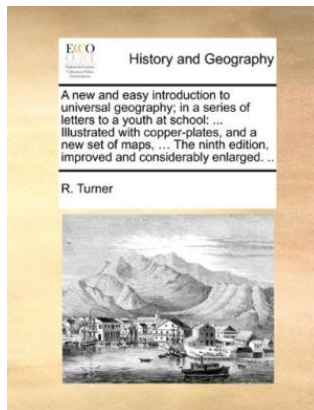 ECCO
History and Geography
A new and easy introduction to
universal geography; in a series of
letters to a youth at school: ...
Illustrated with copper-plates, and a
new set of maps, ... The ninth edition,
improved and considerably enlarged. ..
R. Turner